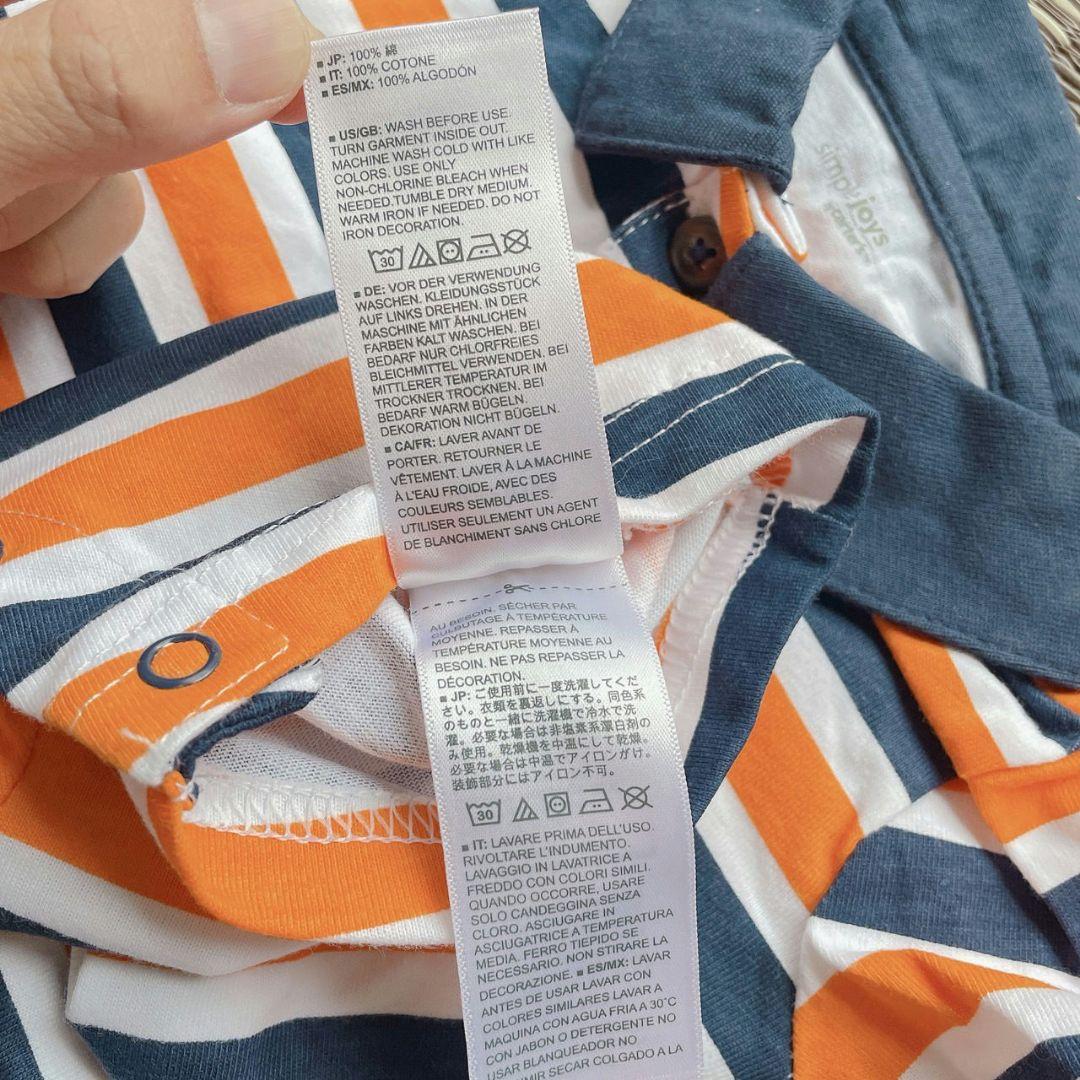 ■ JP: 100% 綿
■ IT: 100% COTONE
■ ES/MX: 100% ALGODÓN
■ US/GB: WASH BEFORE USE.
TURN GARMENT INSIDE OUT.
MACHINE WASH COLD WITH LIKE
COLORS. USE ONLY
NON-CHLORINE BLEACH WHEN
NEEDED.TUMBLE DRY MEDIUM.
WARM IRON IF NEEDED. DO NOT
IRON DECORATION
30
■ DE: VOR DER VERWENDUNG
WASCHEN. KLEIDUNGSSTÜCK
AUF LINKS DREHEN. IN DER
MACHINE MIT ÄHNLICHEN
FARBEN KALT WASCHEN. BEI
BEDARF NUR CHLORFREIES
BLEICHMITTEL VERWENDEN. BEI
MITTLERER TEMPERATUR IM
TROCKNER TROCKNEN. BEI
BEDARF WARM BÜGELN.
DEKORATION NICHT BÜGELN.
■ CA/FR: LAVER AVANT DE
PORTER. RETOURNER LE
VÊTEMENT. LAVER À LA MACHINE
À L'EAU FROIDE, AVEC DES
COULEURS SEMBLABLES.
UTILISER SEULEMENT UN AGENT
DE BLANCHIMENT SANS CHLORE
AU BESOIN. SÉCHER PAR
CULBUTAGE À TEMPÉRATURE
MOYENNE. REPASSER À
TEMPÉRATURE MOYENNE AU
BESOIN. NE PAS REPASSER LA
DÉCORATION.
■ JP: ご使用前に一度洗濯してくだ
さい。衣類を裏返しにする。同色系
のものと一緒に洗濯機で冷水で洗
濯。必要な場合は非塩素系漂白剤の
み使用。乾燥機を中温にして乾燥。
必要な場合は中温でアイロンがけ。
装飾部分にはアイロン不可。
30
■ IT: LAVARE PRIMA DELL'USO.
RIVOLTARE L'INDUMENTO.
LAVAGGIO IN LAVATRICE A
FREDDO CON COLORI SIMILI.
QUANDO OCCORRE, USARE
SOLO CANDEGGINA SENZA
CLORO. ASCIUGARE IN
ASCIUGATRICE A TEMPERATURA
MEDIA. FERRO TIEPIDO SE
NECESSARIO. NON STIRARE LA
DECORAZIONE. ■ ES/MX: LAVAR
ANTES DE USAR LAVAR CON
COLORES SIMILARES LAVAR A
MAQUINA CON AGUA FRIA A 30°C
CON JABON O DETERGENTE NO
USAR BLANQUEADOR NO
EXPRIMIR SECAR COLGADO A LA
simple joys
carter's